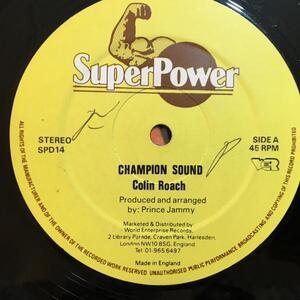 SuperPower
STEREO
SPD14
SIDE A
45 RPM
CHAMPION SOUND
Colin Roach
Produced and arranged
by: Prince Jammy
Marketed & Distributed by
World Enterprise Records,
2 Library Parade, Craven Park, Harlesden,
London NW10 8SG, England
Tel. 01-965 6497
Made in England
ALL RIGHTS OF THE MANUFACTURER, AND OF THE OWNER OF THE RECORDED WORK RESERVED UNAUTHORISED PUBLIC PERFORMANCE, BROADCASTING AND COPYING OF THIS RECORD PROHIBITED